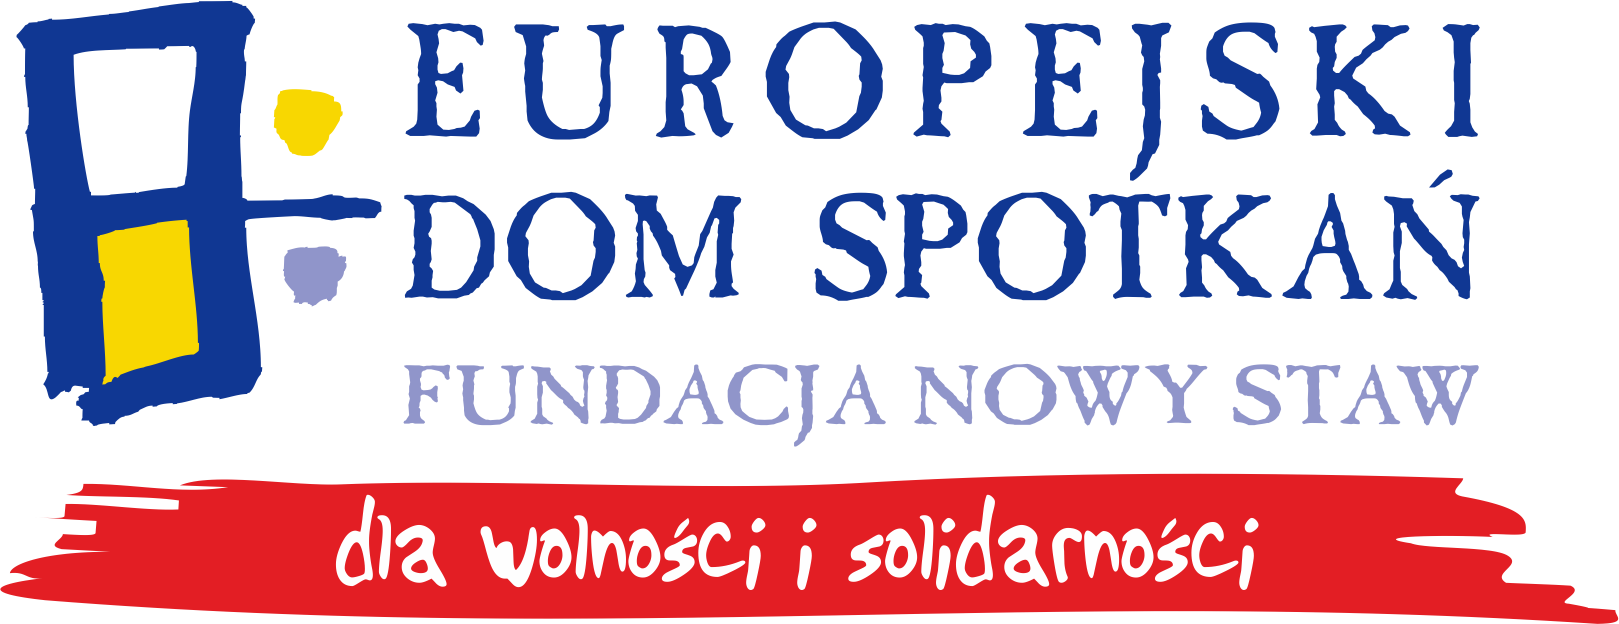 EUROPEJSKI
DOM SPOTKAŃ
FUNDACJA NOWY STAW
dla wolności i solidarności